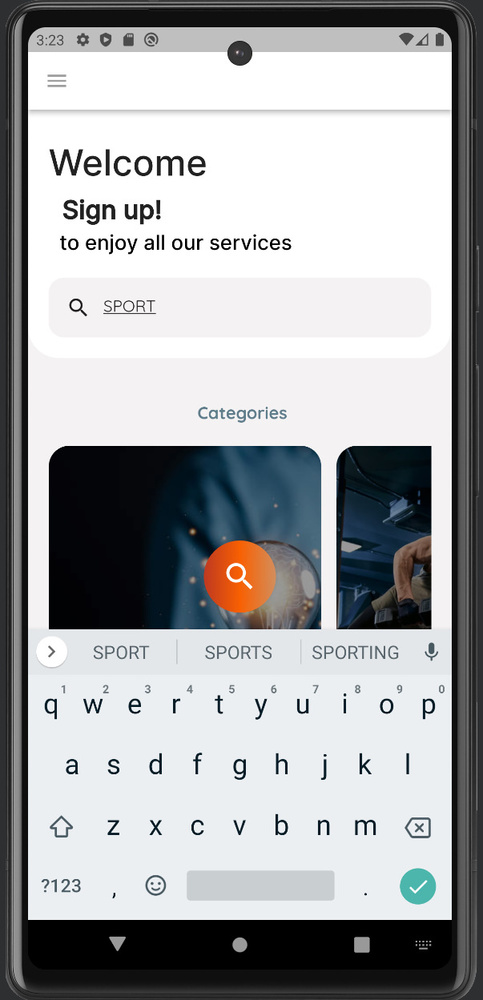 3:23
Welcome
Sign up!
to enjoy all our services
SPORT
Categories
SPORT SPORTS SPORTING
1 2 3 4 5 6 7 8 9 0
q w e r t y u i o p
a s d f g h j k l
z x c v b n m
?123 , .